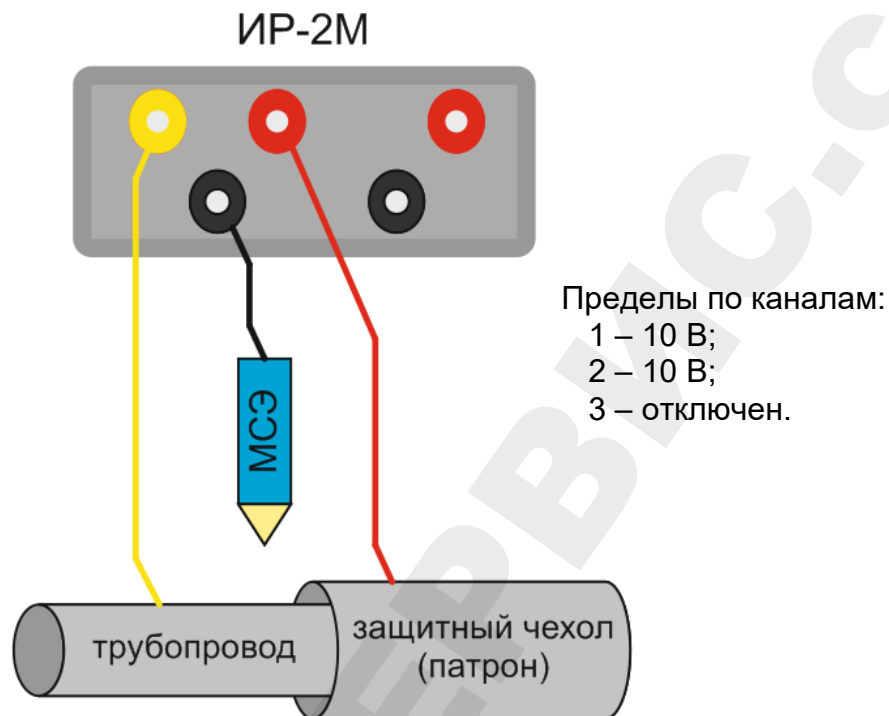 ИР-2М
Пределы по каналам:
1 – 10 В;
2 – 10 В;
3 – отключен.
МСЭ
трубопровод
защитный чехол
(патрон)